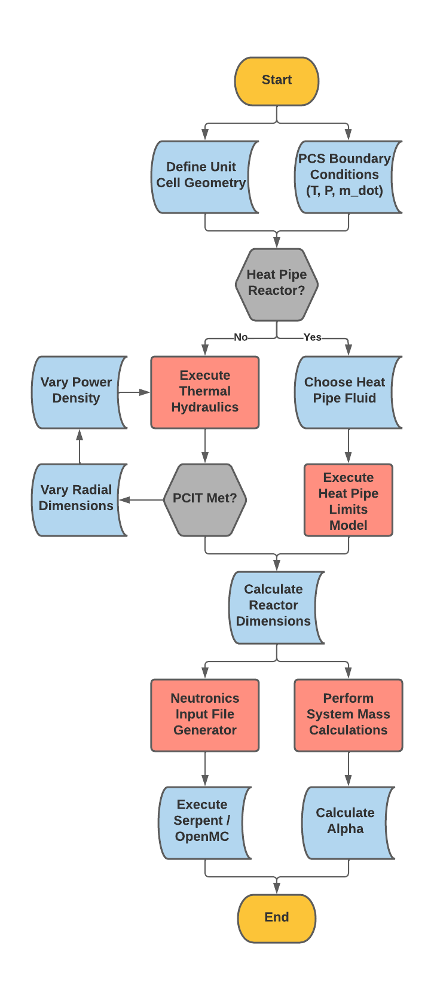 Start
Define Unit
Cell Geometry
PCS Boundary
Conditions
(T, P, m_dot)
Heat Pipe
Reactor?
No
Yes
Vary Power
Density
Execute
Thermal
Hydraulics
Choose Heat
Pipe Fluid
Vary Radial
Dimensions
PCIT Met?
Execute
Heat Pipe
Limits
Model
Calculate
Reactor
Dimensions
Neutronics
Input File
Generator
Perform
System Mass
Calculations
Execute
Serpent /
OpenMC
Calculate
Alpha
End